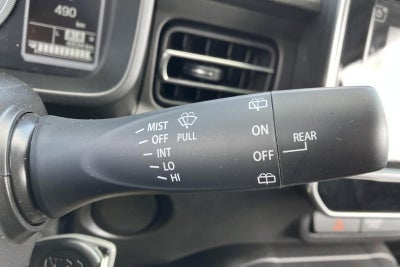 490
MIST
OFF PULL
INT
LO
HI
ON
OFF REAR